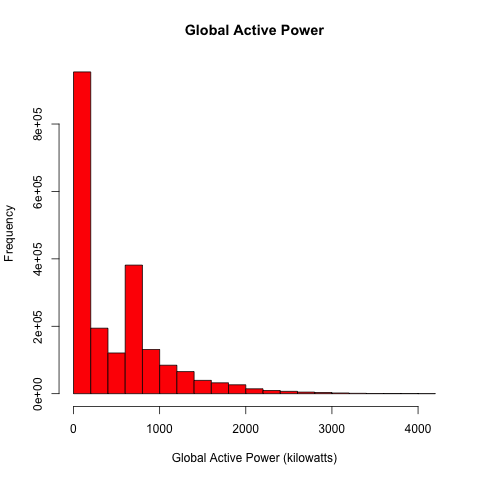 Global Active Power
Frequency
8e+05
6e+05
4e+05
2e+05
0e+00
0 1000 2000 3000 4000
Global Active Power (kilowatts)